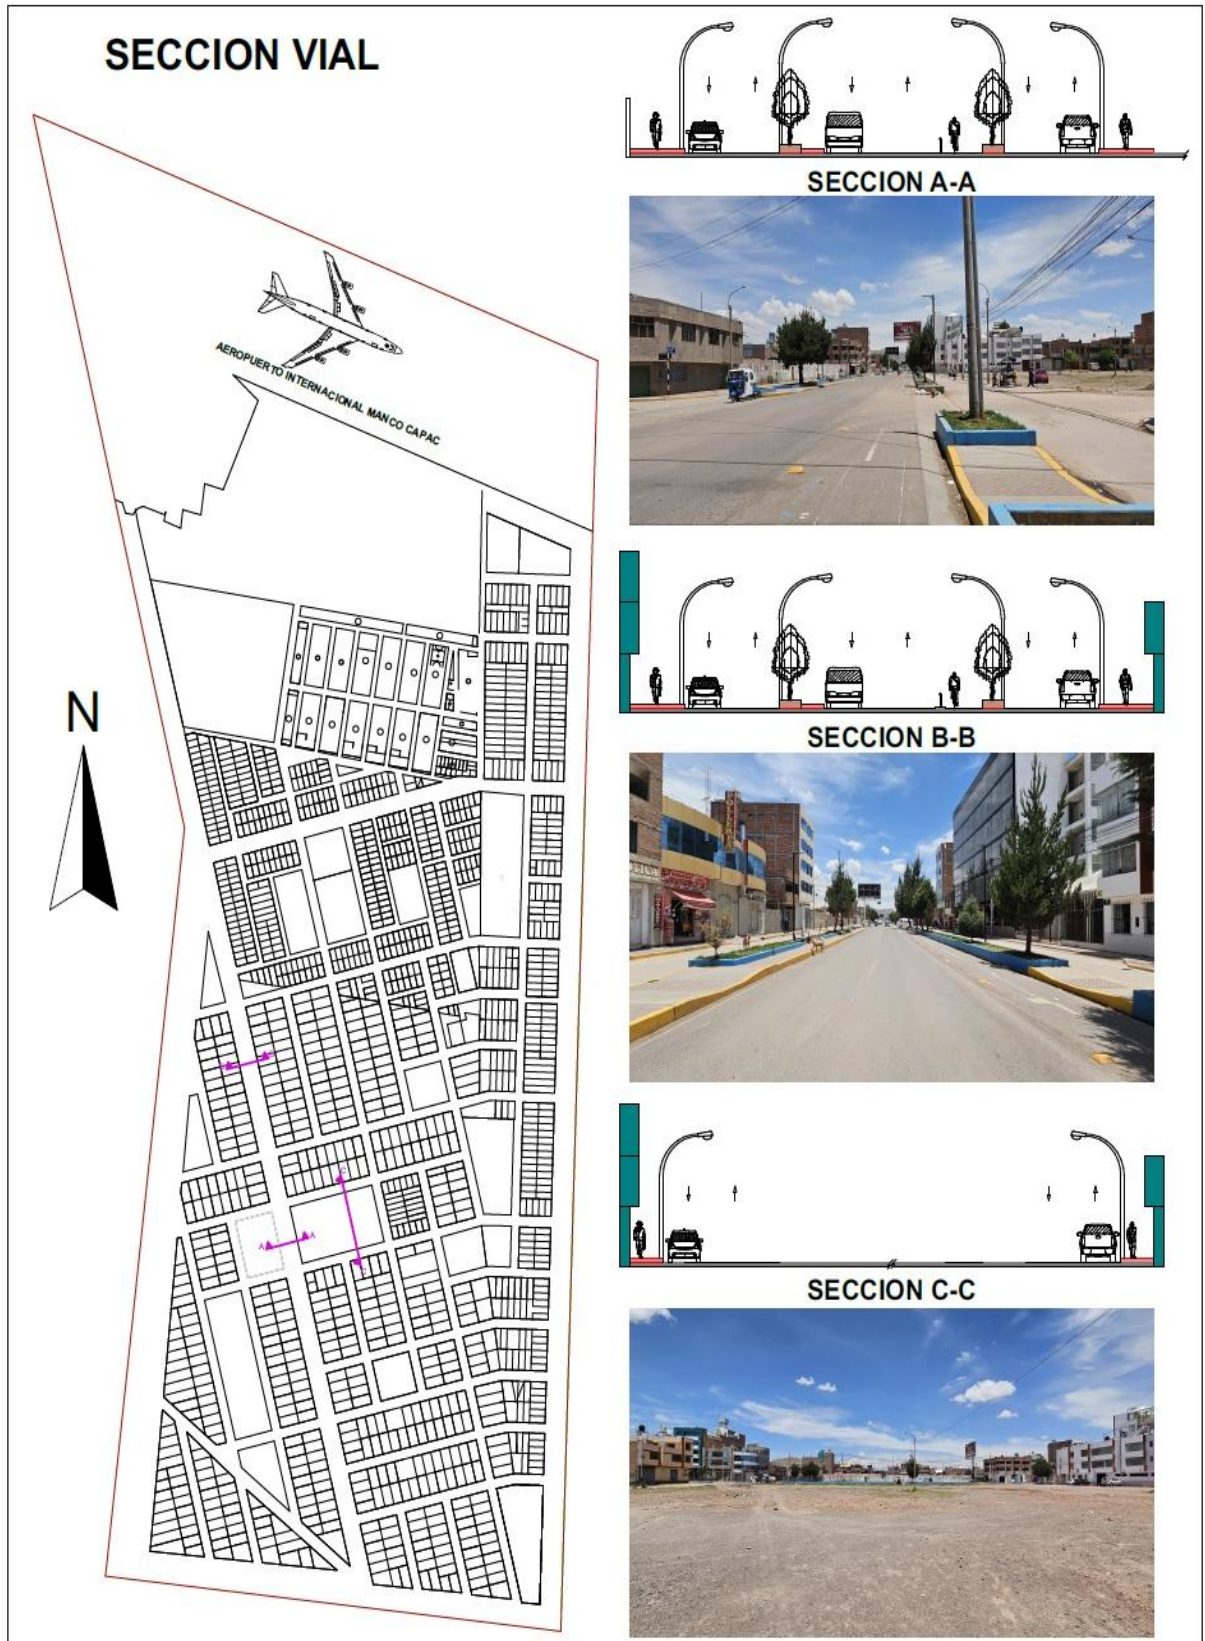 SECCION VIAL
SECCION A-A
AEROPUERTO INTERNACIONAL MANCO CAPAC
SECCION B-B
N
C
A
A
SECCION C-C